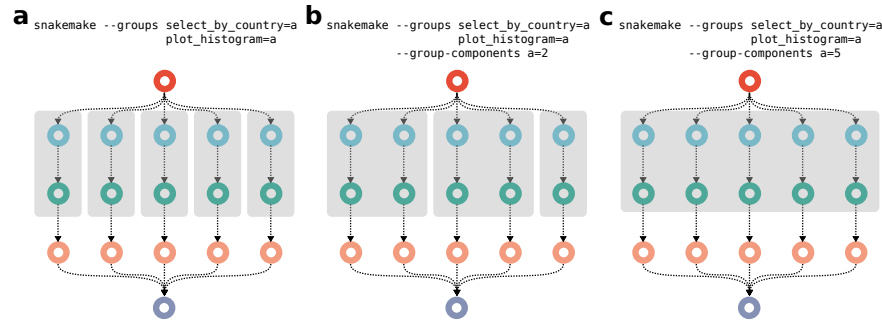 a
snakemake --groups select_by_country=a
plot_histogram=a
b
snakemake --groups select_by_country=a
plot_histogram=a
--group-components a=2
c
snakemake --groups select_by_country=a
plot_histogram=a
--group-components a=5